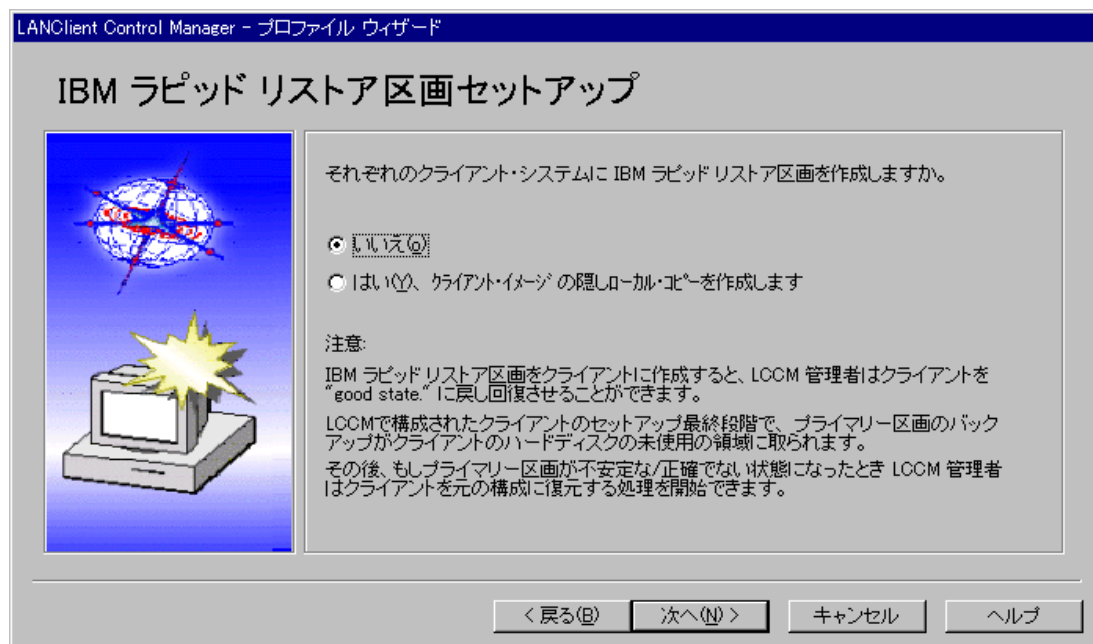 LANClient Control Manager - プロファイル ウィザード
IBM ラピッド リストア区画セットアップ
それぞれのクライアント・システムに IBM ラピッド リストア区画を作成しますか。
いいえ(O)
はい(Y)、クライアント・イメージの隠しローカル・コピーを作成します
注意:
IBM ラピッド リストア区画をクライアントに作成すると、LCCM 管理者はクライアントを
"good state." に戻し回復させることができます。
LCCMで構成されたクライアントのセットアップ最終段階で、プライマリー区画のバック
アップがクライアントのハードディスクの未使用の領域に取られます。
その後、もしプライマリー区画が不安定な/正確でない状態になったとき LCCM 管理者
はクライアントを元の構成に復元する処理を開始できます。
< 戻る(B) 次へ(N) > キャンセル ヘルプ